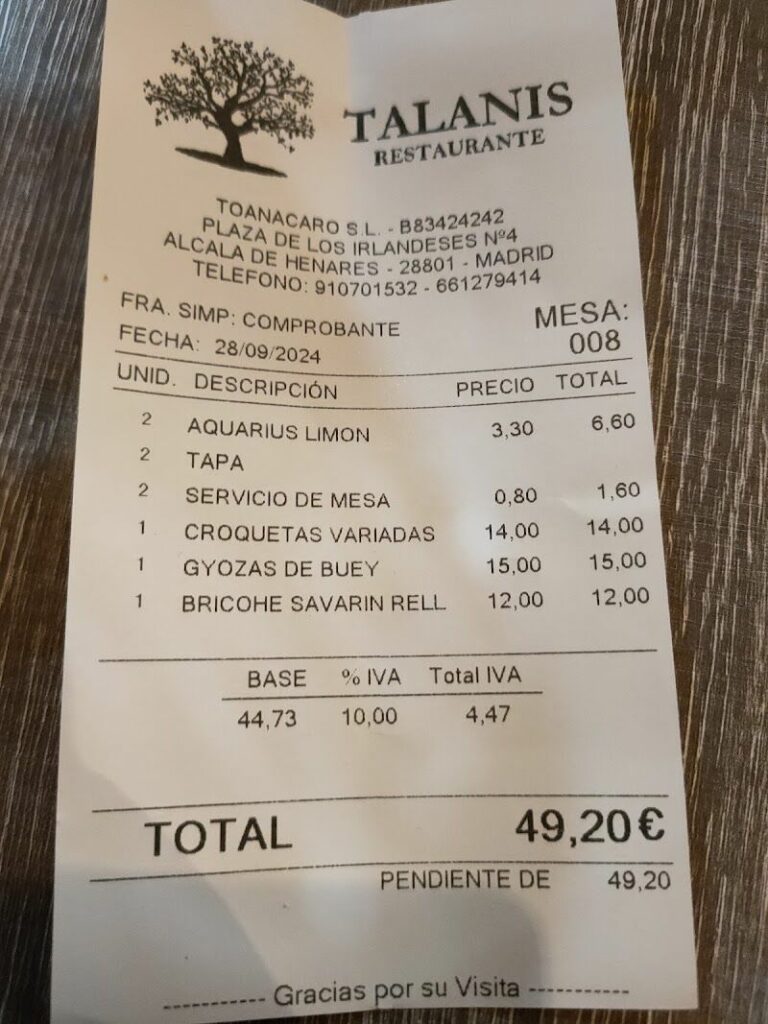 TALANIS
RESTAURANTE
TOANACARO S.L. - B83424242
PLAZA DE LOS IRLANDESES Nº4
ALCALA DE HENARES - 28801 - MADRID
TELEFONO: 910701532 - 661279414
FRA. SIMP: COMPROBANTE
MESA:
FECHA: 28/09/2024
008
UNID. DESCRIPCIÓN PRECIO TOTAL
2 AQUARIUS LIMON 3,30 6,60
2 TAPA
2 SERVICIO DE MESA 0,80 1,60
1 CROQUETAS VARIADAS 14,00 14,00
1 GYOZAS DE BUEY 15,00 15,00
1 BRICOHE SAVARIN RELL 12,00 12,00
BASE % IVA Total IVA
44,73 10,00 4,47
TOTAL 49,20€
PENDIENTE DE 49,20
----------- Gracias por su Visita -----------